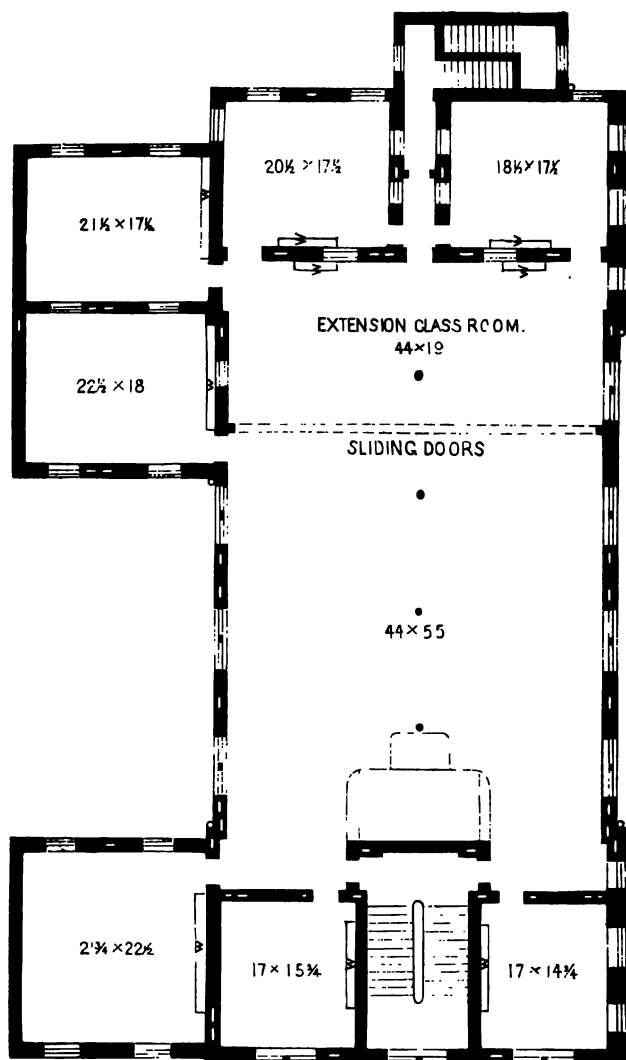 20½ × 17½
18½ × 17½
21½ × 17½
EXTENSION CLASS ROOM.
44×19
22½ × 18
SLIDING DOORS
44 × 55
× 22½
17 × 15¾
17 × 14¾